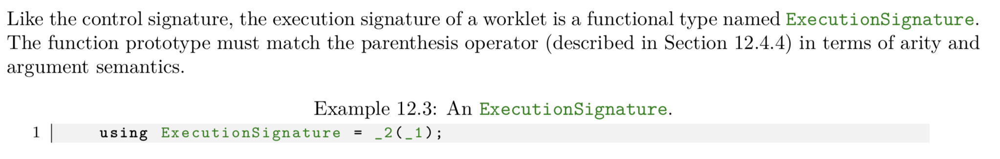 Like the control signature, the execution signature of a worklet is a functional type named ExecutionSignature.
The function prototype must match the parenthesis operator (described in Section 12.4.4) in terms of arity and
argument semantics.
Example 12.3: An ExecutionSignature.
1 using ExecutionSignature = _2(_1);